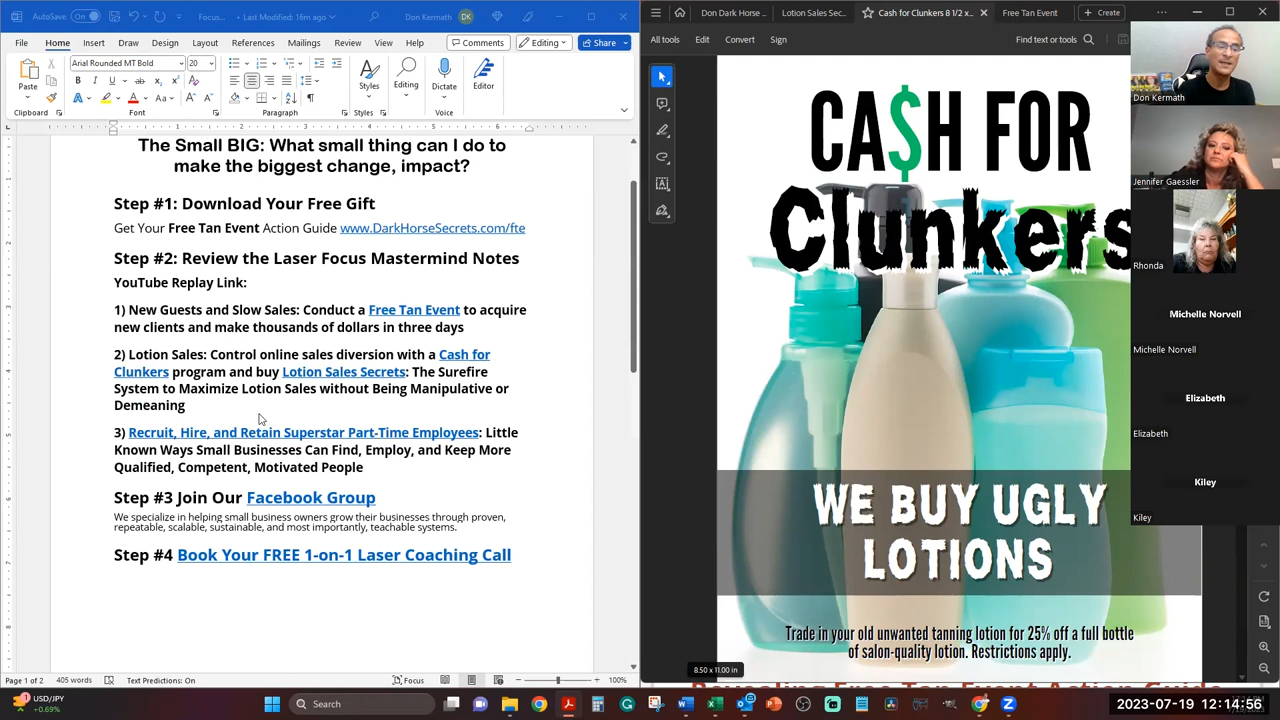 AutoSave On Focus... • Last Modified: 16m ago Don Kermath DK
File Home Insert Draw Design Layout References Mailings Review View Help Comments Editing Share
Arial Rounded MT Bold 20
Paste Styles Editing Dictate Editor
Clipboard Font Paragraph Styles Voice
The Small BIG: What small thing can I do to
make the biggest change, impact?
Step #1: Download Your Free Gift
Get Your Free Tan Event Action Guide www.DarkHorseSecrets.com/fte
Step #2: Review the Laser Focus Mastermind Notes
YouTube Replay Link:
1) New Guests and Slow Sales: Conduct a Free Tan Event to acquire
new clients and make thousands of dollars in three days
2) Lotion Sales: Control online sales diversion with a Cash for
Clunkers program and buy Lotion Sales Secrets: The Surefire
System to Maximize Lotion Sales without Being Manipulative or
Demeaning
3) Recruit, Hire, and Retain Superstar Part-Time Employees: Little
Known Ways Small Businesses Can Find, Employ, and Keep More
Qualified, Competent, Motivated People
Step #3 Join Our Facebook Group
We specialize in helping small business owners grow their businesses through proven,
repeatable, scalable, sustainable, and most importantly, teachable systems.
Step #4 Book Your FREE 1-on-1 Laser Coaching Call
Page 1 of 2 405 words Text Predictions: On Focus 100%
Don Dark Horse ... Lotion Sales Sec... Cash for Clunkers 8 1/2 x... Free Tan Event Create
All tools Edit Convert Sign Find text or tools
CA$H FOR
Clunkers
WE BUY UGLY
LOTIONS
Trade in your old unwanted tanning lotion for 25% off a full bottle
of salon-quality lotion. Restrictions apply.
8.50 x 11.00 in
Don Kermath
Jennifer Gaessler
Rhonda
Michelle Norvell
Michelle Norvell
Elizabeth
Elizabeth
Kiley
Kiley
USD/JPY
+0.69%
Search
2023-07-19 12:14:56